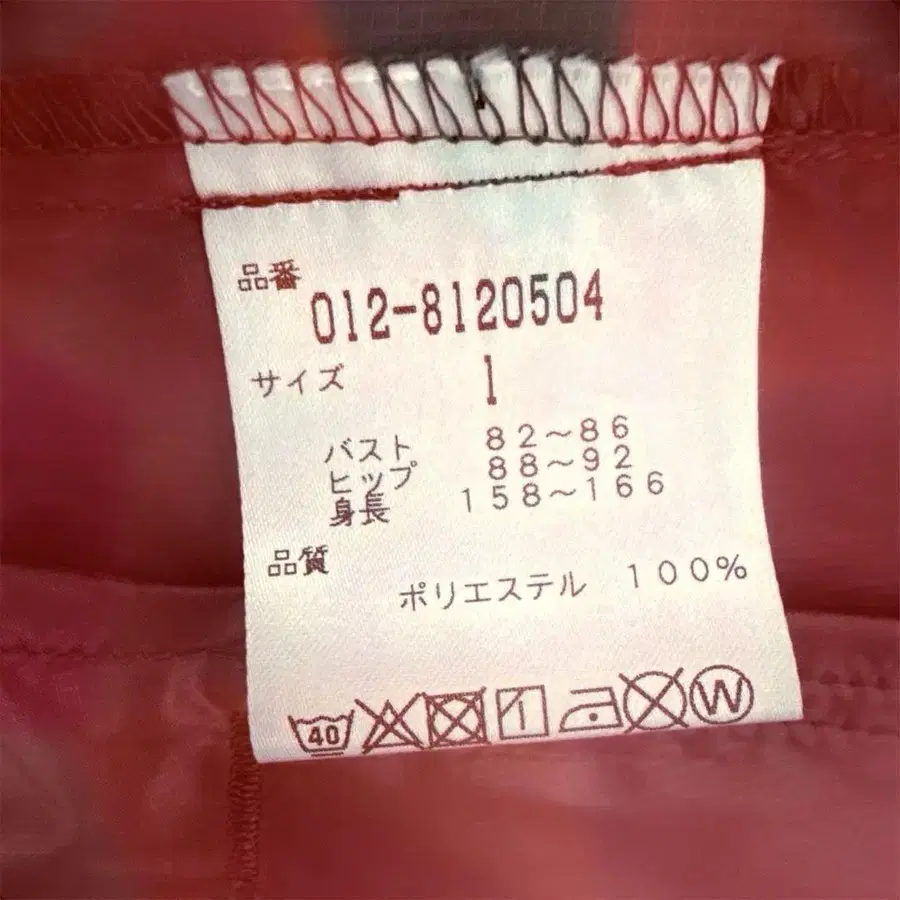 品番
012-8120504
サイズ 1
バスト 82~86
ヒップ 88~92
身長 158~166
品質
ポリエステル 100%
40 W